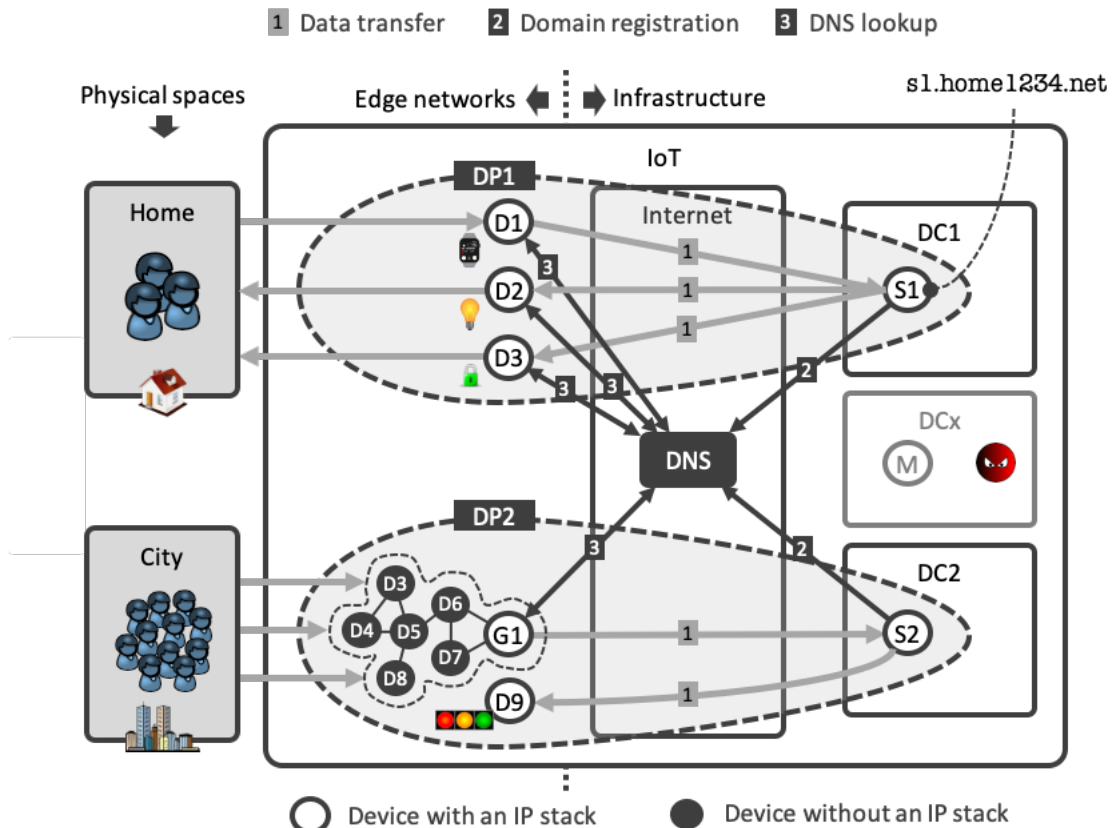 1 Data transfer 2 Domain registration 3 DNS lookup
Physical spaces
Edge networks
Infrastructure
s1.home1234.net
IoT
Home
DP1
D1
Internet
DC1
1
3
D2
1
S1
1
D3
3
3
2
DCx
DNS
M
City
DP2
3
2
DC2
D3
D6
D4
D5
G1
1
S2
D7
D8
D9
1
Device with an IP stack
Device without an IP stack